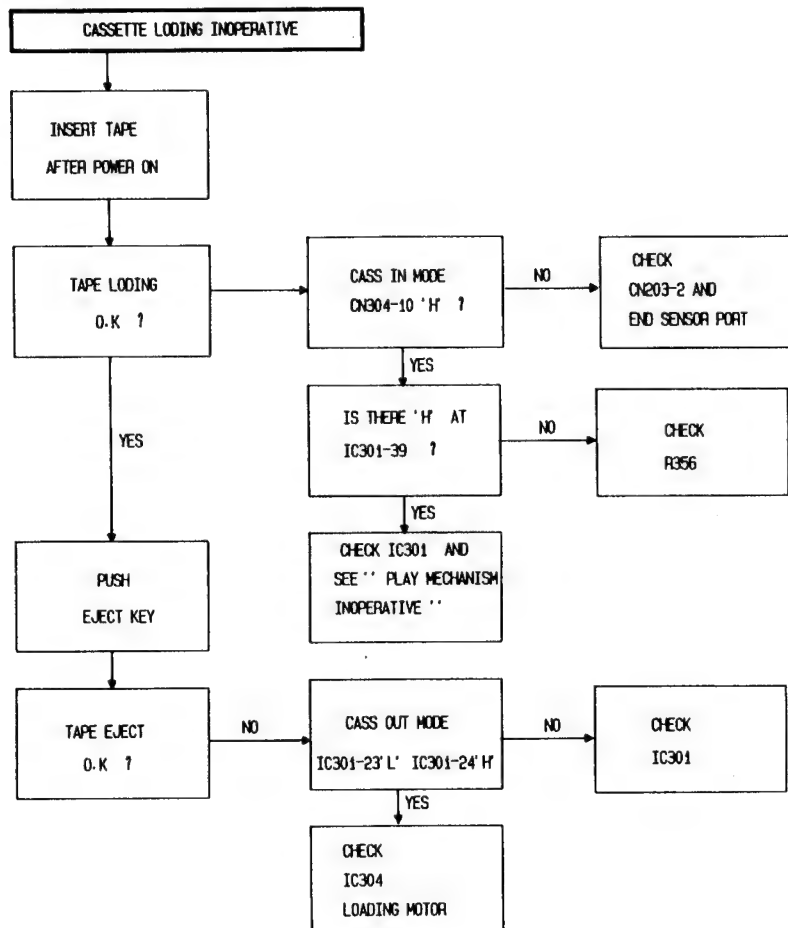 CASSETTE LODING INOPERATIVE
INSERT TAPE
AFTER POWER ON
TAPE LODING
O.K ?
CASS IN MODE
CN304-10 'H' ?
NO
CHECK
CN203-2 AND
END SENSOR PORT
YES
IS THERE 'H' AT
IC301-39 ?
NO
CHECK
R356
YES
YES
CHECK IC301 AND
SEE '' PLAY MECHANISM
INOPERATIVE ''
PUSH
EJECT KEY
TAPE EJECT
O.K ?
NO
CASS OUT MODE
IC301-23'L' IC301-24'H'
NO
CHECK
IC301
YES
CHECK
IC304
LOADING MOTOR